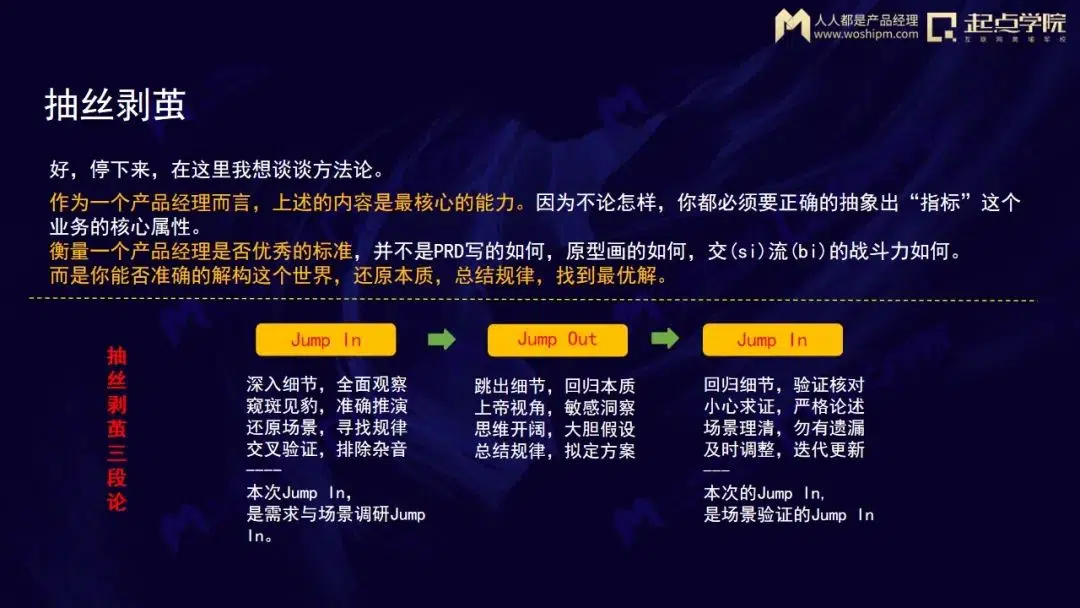 人人都是产品经理
www.woshipm.com
起点学院
互联网黄埔军校
抽丝剥茧
好，停下来，在这里我想谈谈方法论。
作为一个产品经理而言，上述的内容是最核心的能力。因为不论怎样，你都必须要正确的抽象出“指标”这个
业务的核心属性。
衡量一个产品经理是否优秀的标准，并不是PRD写的如何，原型画的如何，交(si)流(bi)的战斗力如何。
而是你能否准确的解构这个世界，还原本质，总结规律，找到最优解。
抽丝剥茧三段论
Jump In
深入细节，全面观察
窥斑见豹，准确推演
还原场景，寻找规律
交叉验证，排除杂音
----
本次Jump In，
是需求与场景调研Jump
In。
Jump Out
跳出细节，回归本质
上帝视角，敏感洞察
思维开阔，大胆假设
总结规律，拟定方案
Jump In
回归细节，验证核对
小心求证，严格论述
场景理清，勿有遗漏
及时调整，迭代更新
---
本次的Jump In,
是场景验证的Jump In